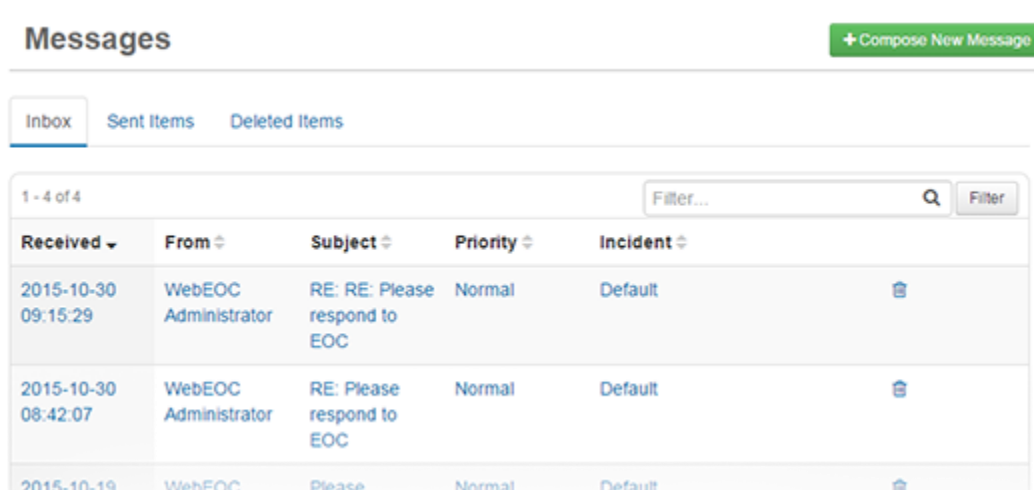 Messages
+ Compose New Message
Inbox Sent Items Deleted Items
1 - 4 of 4 Filter... Filter
Received From Subject Priority Incident
2015-10-30 WebEOC RE: RE: Please Normal Default
09:15:29 Administrator respond to
EOC
2015-10-30 WebEOC RE: Please Normal Default
08:42:07 Administrator respond to
EOC
2015-10-19 WebEOC Please Normal Default